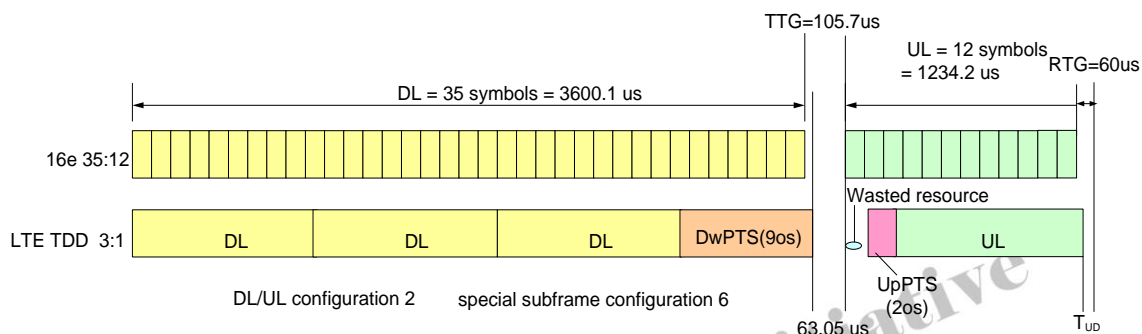 TTG=105.7us
UL = 12 symbols
= 1234.2 us
RTG=60us
DL = 35 symbols = 3600.1 us
16e 35:12
Wasted resource
LTE TDD 3:1
DL
DL
DL
DwPTS(9os)
UL
UpPTS
(2os)
DL/UL configuration 2
special subframe configuration 6
63.05 us
TUD